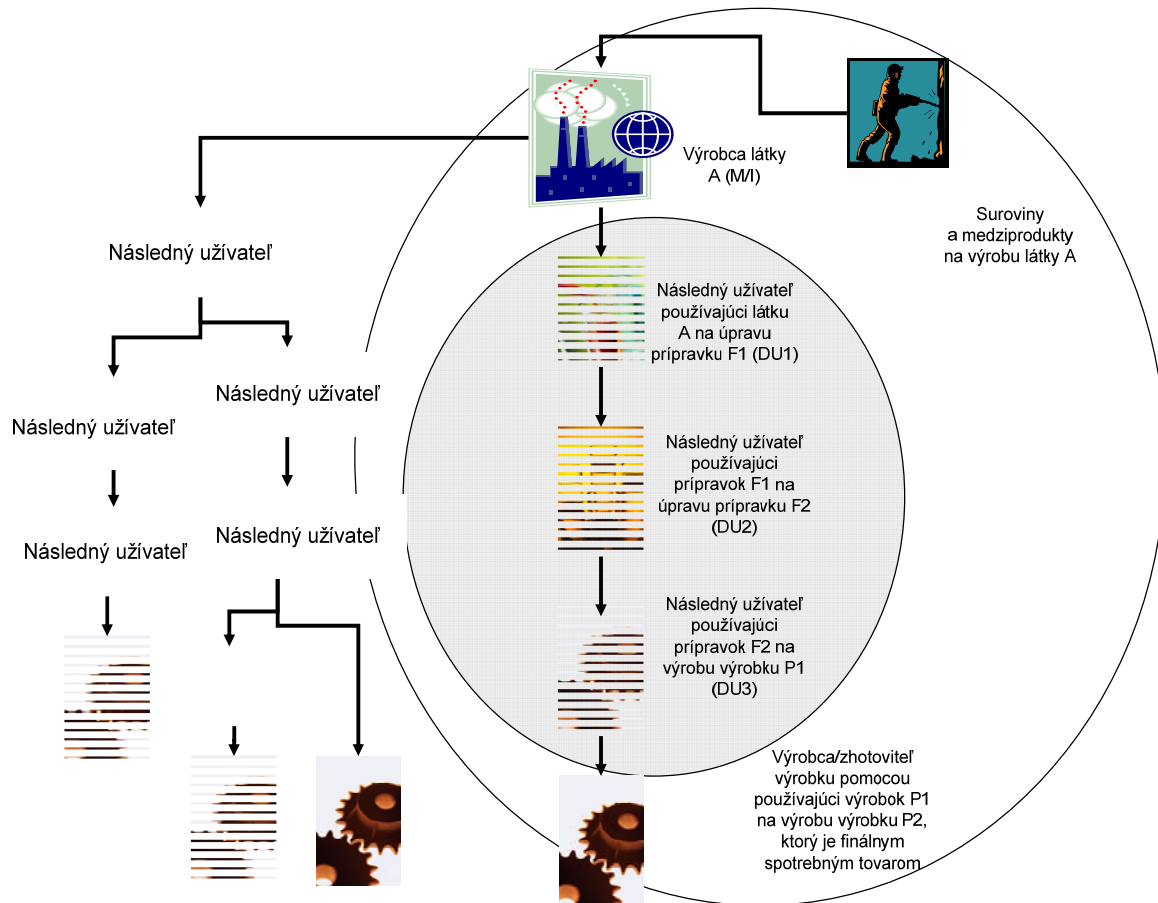 Výrobca látky
A (M/I)
Suroviny
a medziprodukty
na výrobu látky A
Následný užívateľ
Následný užívateľ
používajúci látku
A na úpravu
prípravku F1 (DU1)
Následný užívateľ
Následný užívateľ
Následný užívateľ
používajúci
prípravok F1 na
úpravu prípravku F2
(DU2)
Následný užívateľ
Následný užívateľ
Následný užívateľ
používajúci
prípravok F2 na
výrobu výrobku P1
(DU3)
Výrobca/zhotoviteľ
výrobku pomocou
používajúci výrobok P1
na výrobu výrobku P2,
ktorý je finálnym
spotrebným tovarom